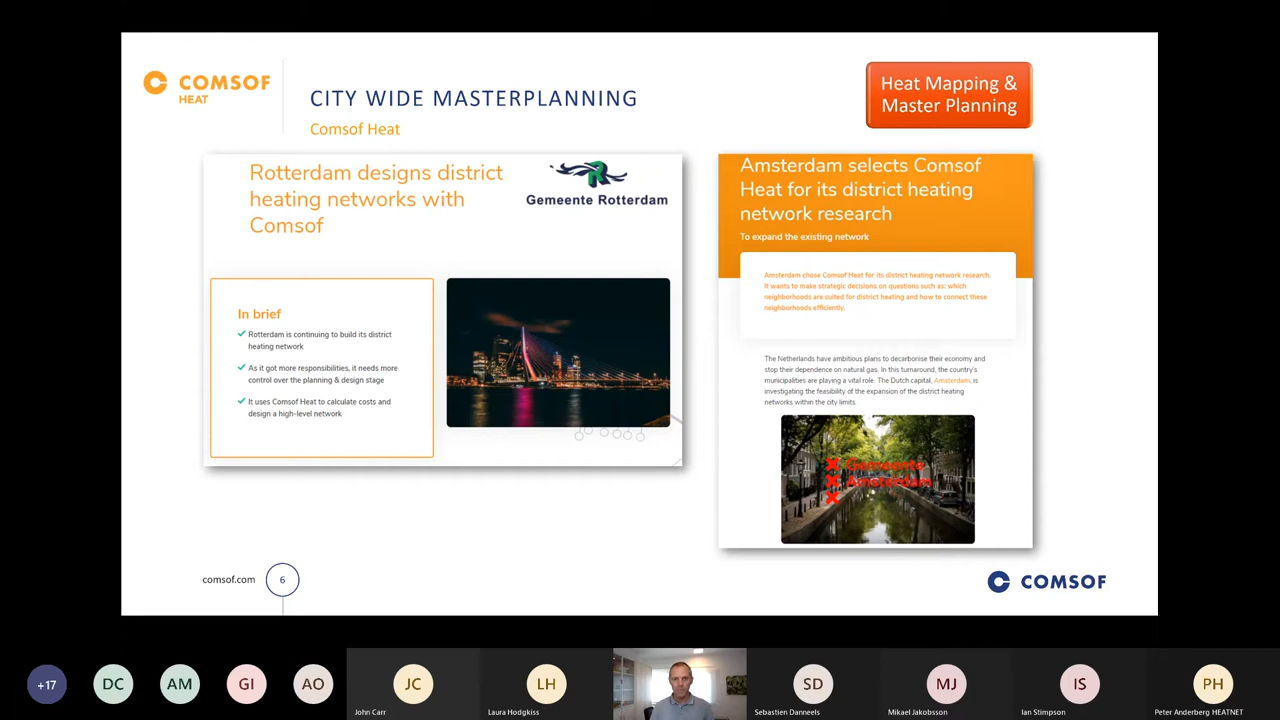 COMSOF
HEAT
CITY WIDE MASTERPLANNING
Comsof Heat
Heat Mapping &
Master Planning
Rotterdam designs district
heating networks with
Comsof
Gemeente Rotterdam
In brief
Rotterdam is continuing to build its district
heating network
As it got more responsibilities, it needs more
control over the planning & design stage
It uses Comsof Heat to calculate costs and
design a high-level network
Amsterdam selects Comsof
Heat for its district heating
network research
To expand the existing network
Amsterdam chose Comsof Heat for its district heating network research.
It wants to make strategic decisions on questions such as: which
neighborhoods are suited for district heating and how to connect these
neighborhoods efficiently.
The Netherlands have ambitious plans to decarbonise their economy and
stop their dependence on natural gas. In this turnaround, the country's
municipalities are playing a vital role. The Dutch capital, Amsterdam, is
investigating the feasibility of the expansion of the district heating
networks within the city limits.
Gemeente
Amsterdam
comsof.com
6
COMSOF
+17
DC
AM
GI
AO
JC
John Carr
LH
Laura Hodgkiss
SD
Sebastien Danneels
MJ
Mikael Jakobsson
IS
Ian Stimpson
PH
Peter Anderberg HEATNET